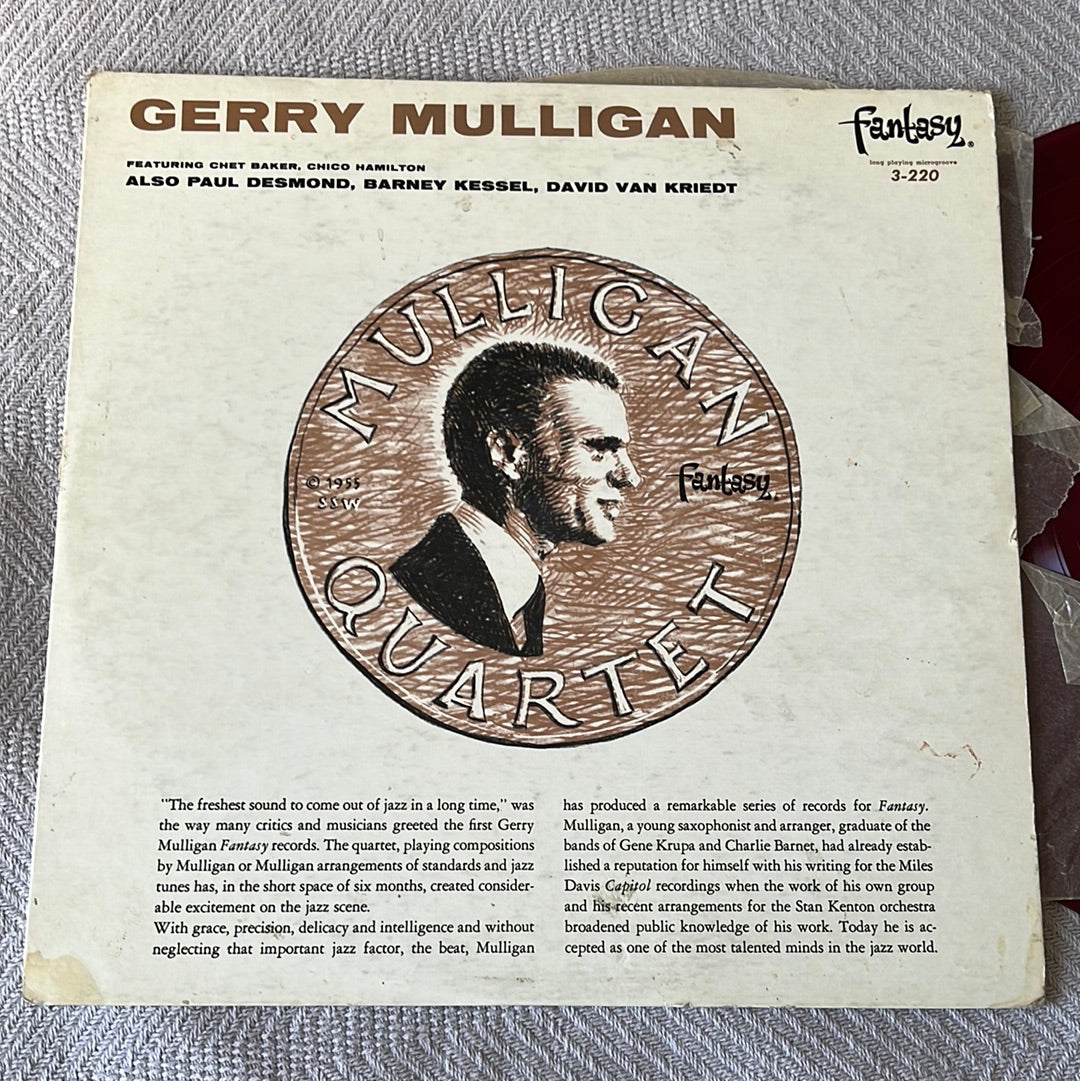 GERRY MULLIGAN
FEATURING CHET BAKER, CHICO HAMILTON
ALSO PAUL DESMOND, BARNEY KESSEL, DAVID VAN KRIEDT
Fantasy®
long playing microgroove
3-220
MULLIGAN
© 1955
SSW
Fantasy®
QUARTET
"The freshest sound to come out of jazz in a long time," was
the way many critics and musicians greeted the first Gerry
Mulligan Fantasy records. The quartet, playing compositions
by Mulligan or Mulligan arrangements of standards and jazz
tunes has, in the short space of six months, created consider-
able excitement on the jazz scene.
With grace, precision, delicacy and intelligence and without
neglecting that important jazz factor, the beat, Mulligan
has produced a remarkable series of records for Fantasy.
Mulligan, a young saxophonist and arranger, graduate of the
bands of Gene Krupa and Charlie Barnet, had already estab-
lished a reputation for himself with his writing for the Miles
Davis Capitol recordings when the work of his own group
and his recent arrangements for the Stan Kenton orchestra
broadened public knowledge of his work. Today he is ac-
cepted as one of the most talented minds in the jazz world.